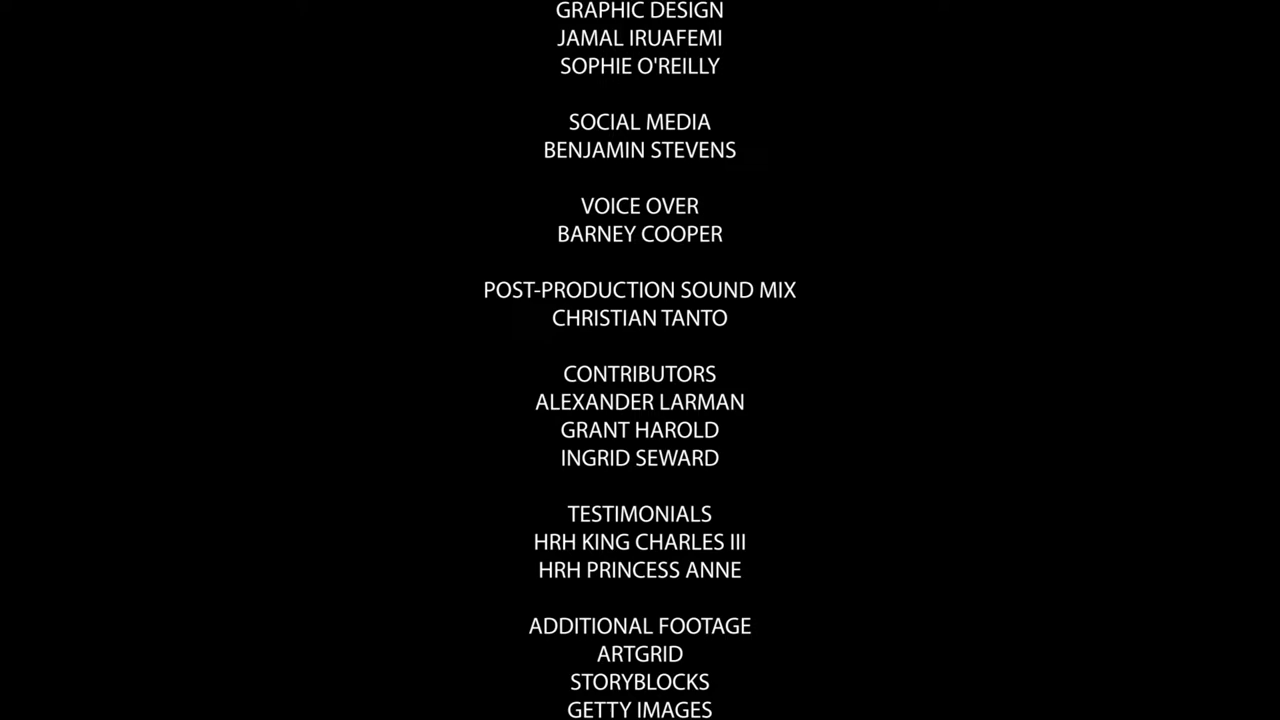 GRAPHIC DESIGN
JAMAL IRUAFEMI
SOPHIE O'REILLY
SOCIAL MEDIA
BENJAMIN STEVENS
VOICE OVER
BARNEY COOPER
POST-PRODUCTION SOUND MIX
CHRISTIAN TANTO
CONTRIBUTORS
ALEXANDER LARMAN
GRANT HAROLD
INGRID SEWARD
TESTIMONIALS
HRH KING CHARLES III
HRH PRINCESS ANNE
ADDITIONAL FOOTAGE
ARTGRID
STORYBLOCKS
GETTY IMAGES